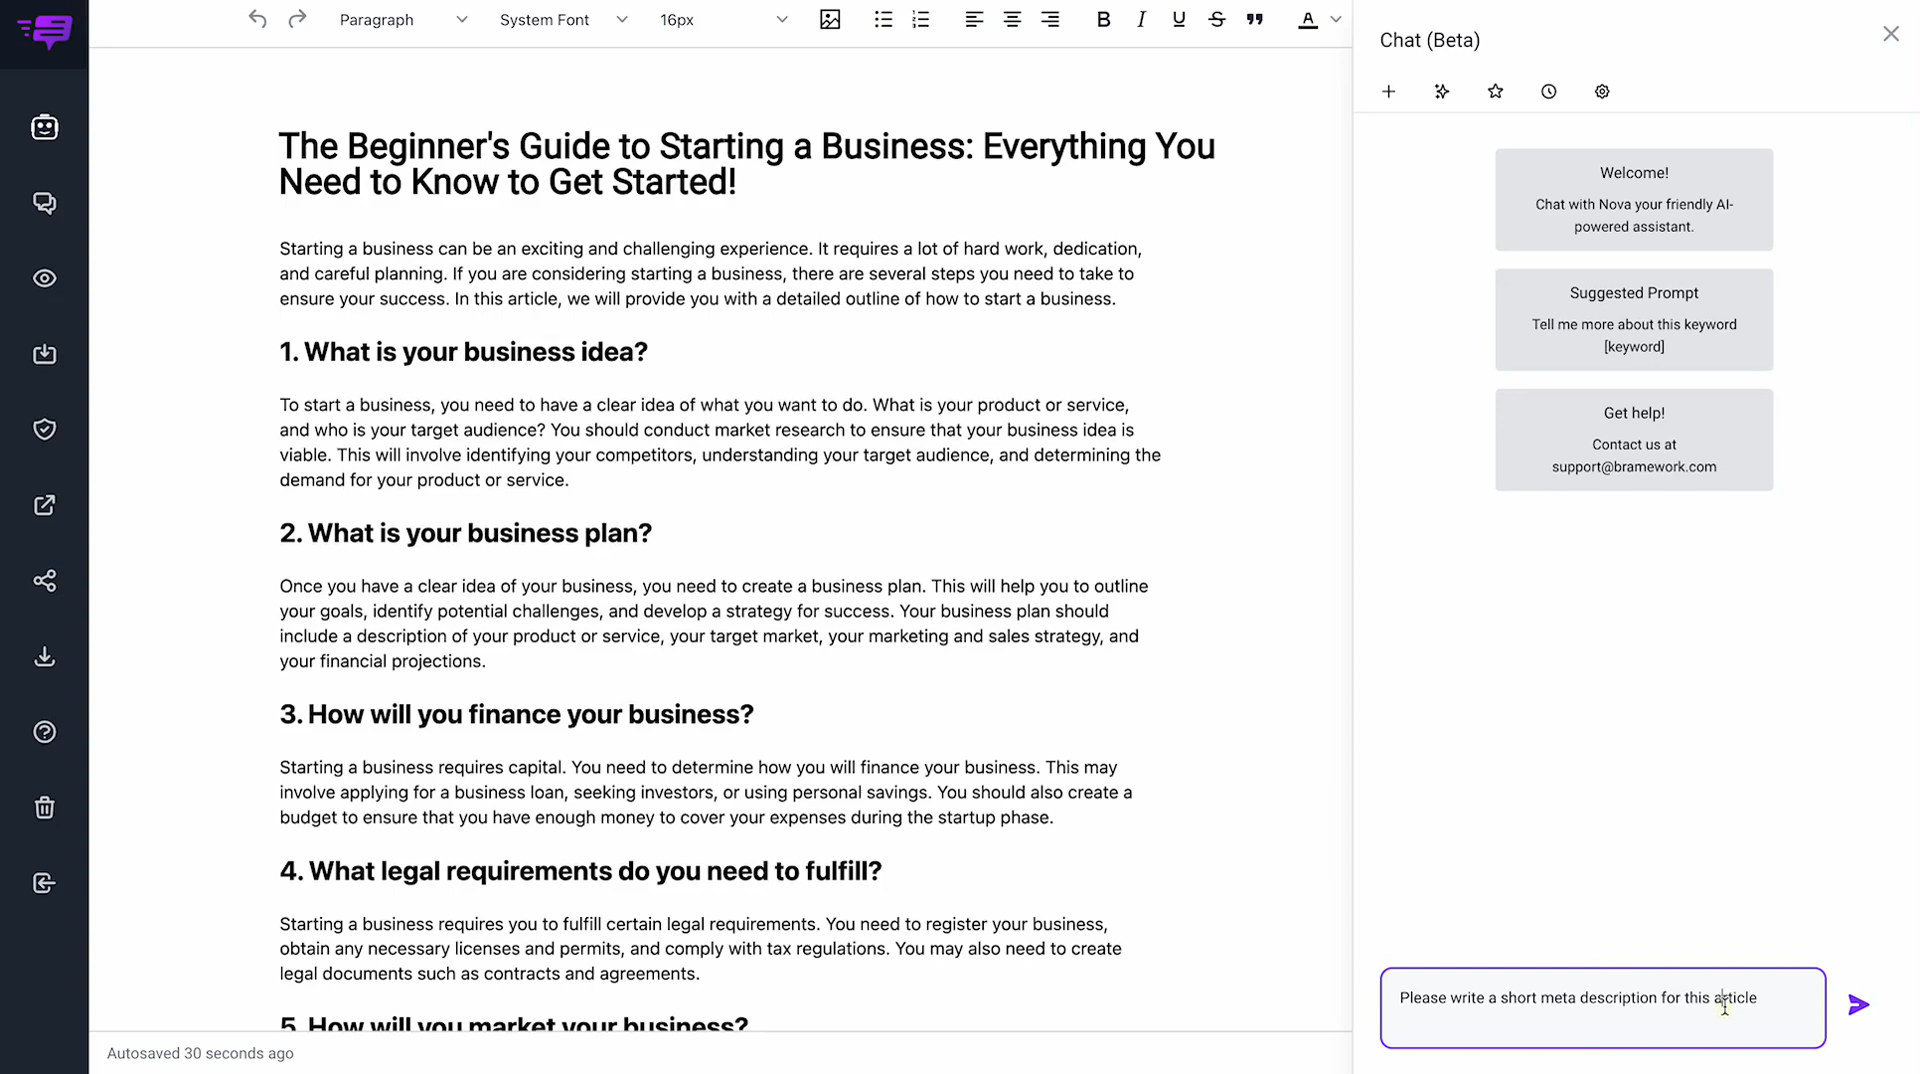 Paragraph
System Font
16px
B I U S
A
Chat (Beta)
The Beginner's Guide to Starting a Business: Everything You
Need to Know to Get Started!
Starting a business can be an exciting and challenging experience. It requires a lot of hard work, dedication,
and careful planning. If you are considering starting a business, there are several steps you need to take to
ensure your success. In this article, we will provide you with a detailed outline of how to start a business.
1. What is your business idea?
To start a business, you need to have a clear idea of what you want to do. What is your product or service,
and who is your target audience? You should conduct market research to ensure that your business idea is
viable. This will involve identifying your competitors, understanding your target audience, and determining the
demand for your product or service.
2. What is your business plan?
Once you have a clear idea of your business, you need to create a business plan. This will help you to outline
your goals, identify potential challenges, and develop a strategy for success. Your business plan should
include a description of your product or service, your target market, your marketing and sales strategy, and
your financial projections.
3. How will you finance your business?
Starting a business requires capital. You need to determine how you will finance your business. This may
involve applying for a business loan, seeking investors, or using personal savings. You should also create a
budget to ensure that you have enough money to cover your expenses during the startup phase.
4. What legal requirements do you need to fulfill?
Starting a business requires you to fulfill certain legal requirements. You need to register your business,
obtain any necessary licenses and permits, and comply with tax regulations. You may also need to create
legal documents such as contracts and agreements.
5. How will you market your business?
Autosaved 30 seconds ago
Welcome!
Chat with Nova your friendly AI-
powered assistant.
Suggested Prompt
Tell me more about this keyword
[keyword]
Get help!
Contact us at
support@bramework.com
Please write a short meta description for this article